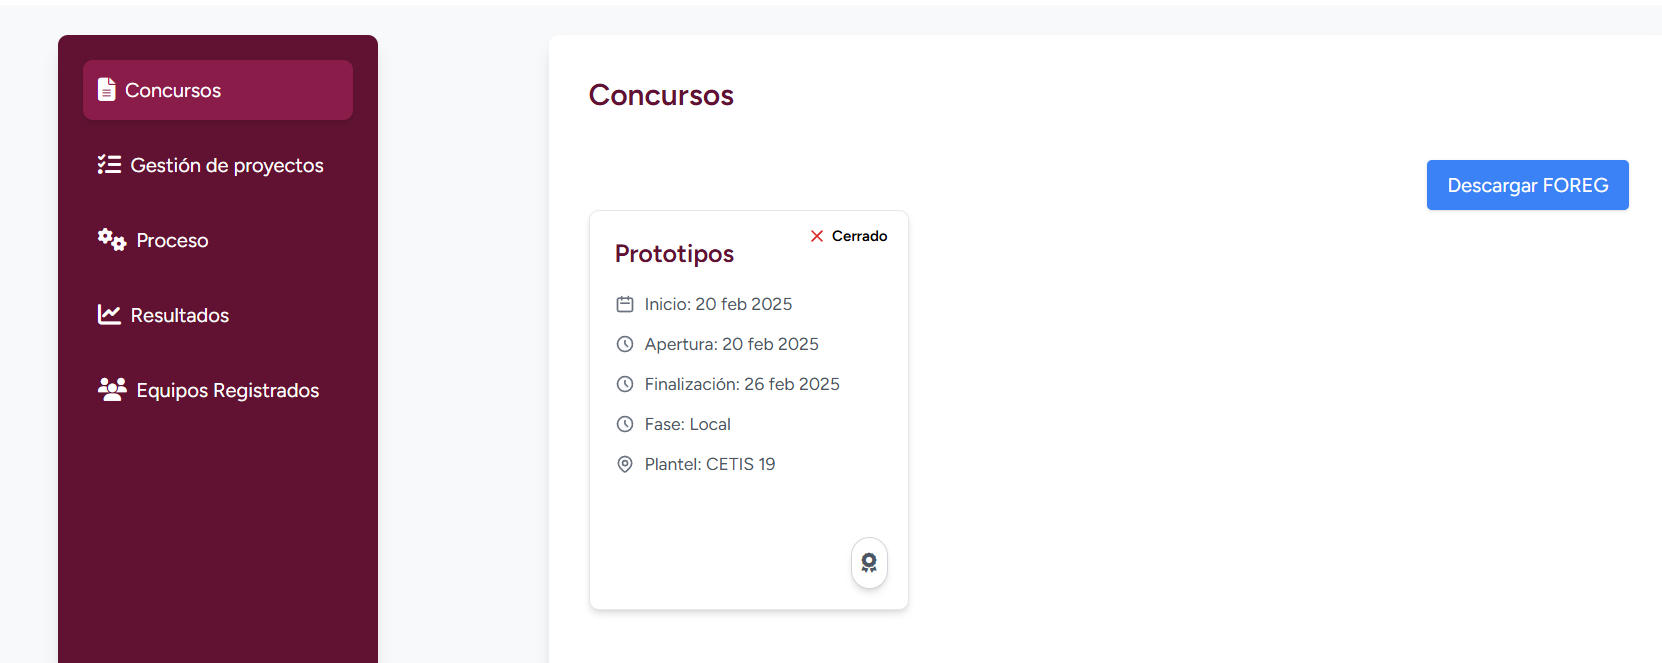 Concursos
Gestión de proyectos
Proceso
Resultados
Equipos Registrados
Concursos
Descargar FOREG
Cerrado
Prototipos
Inicio: 20 feb 2025
Apertura: 20 feb 2025
Finalización: 26 feb 2025
Fase: Local
Plantel: CETIS 19